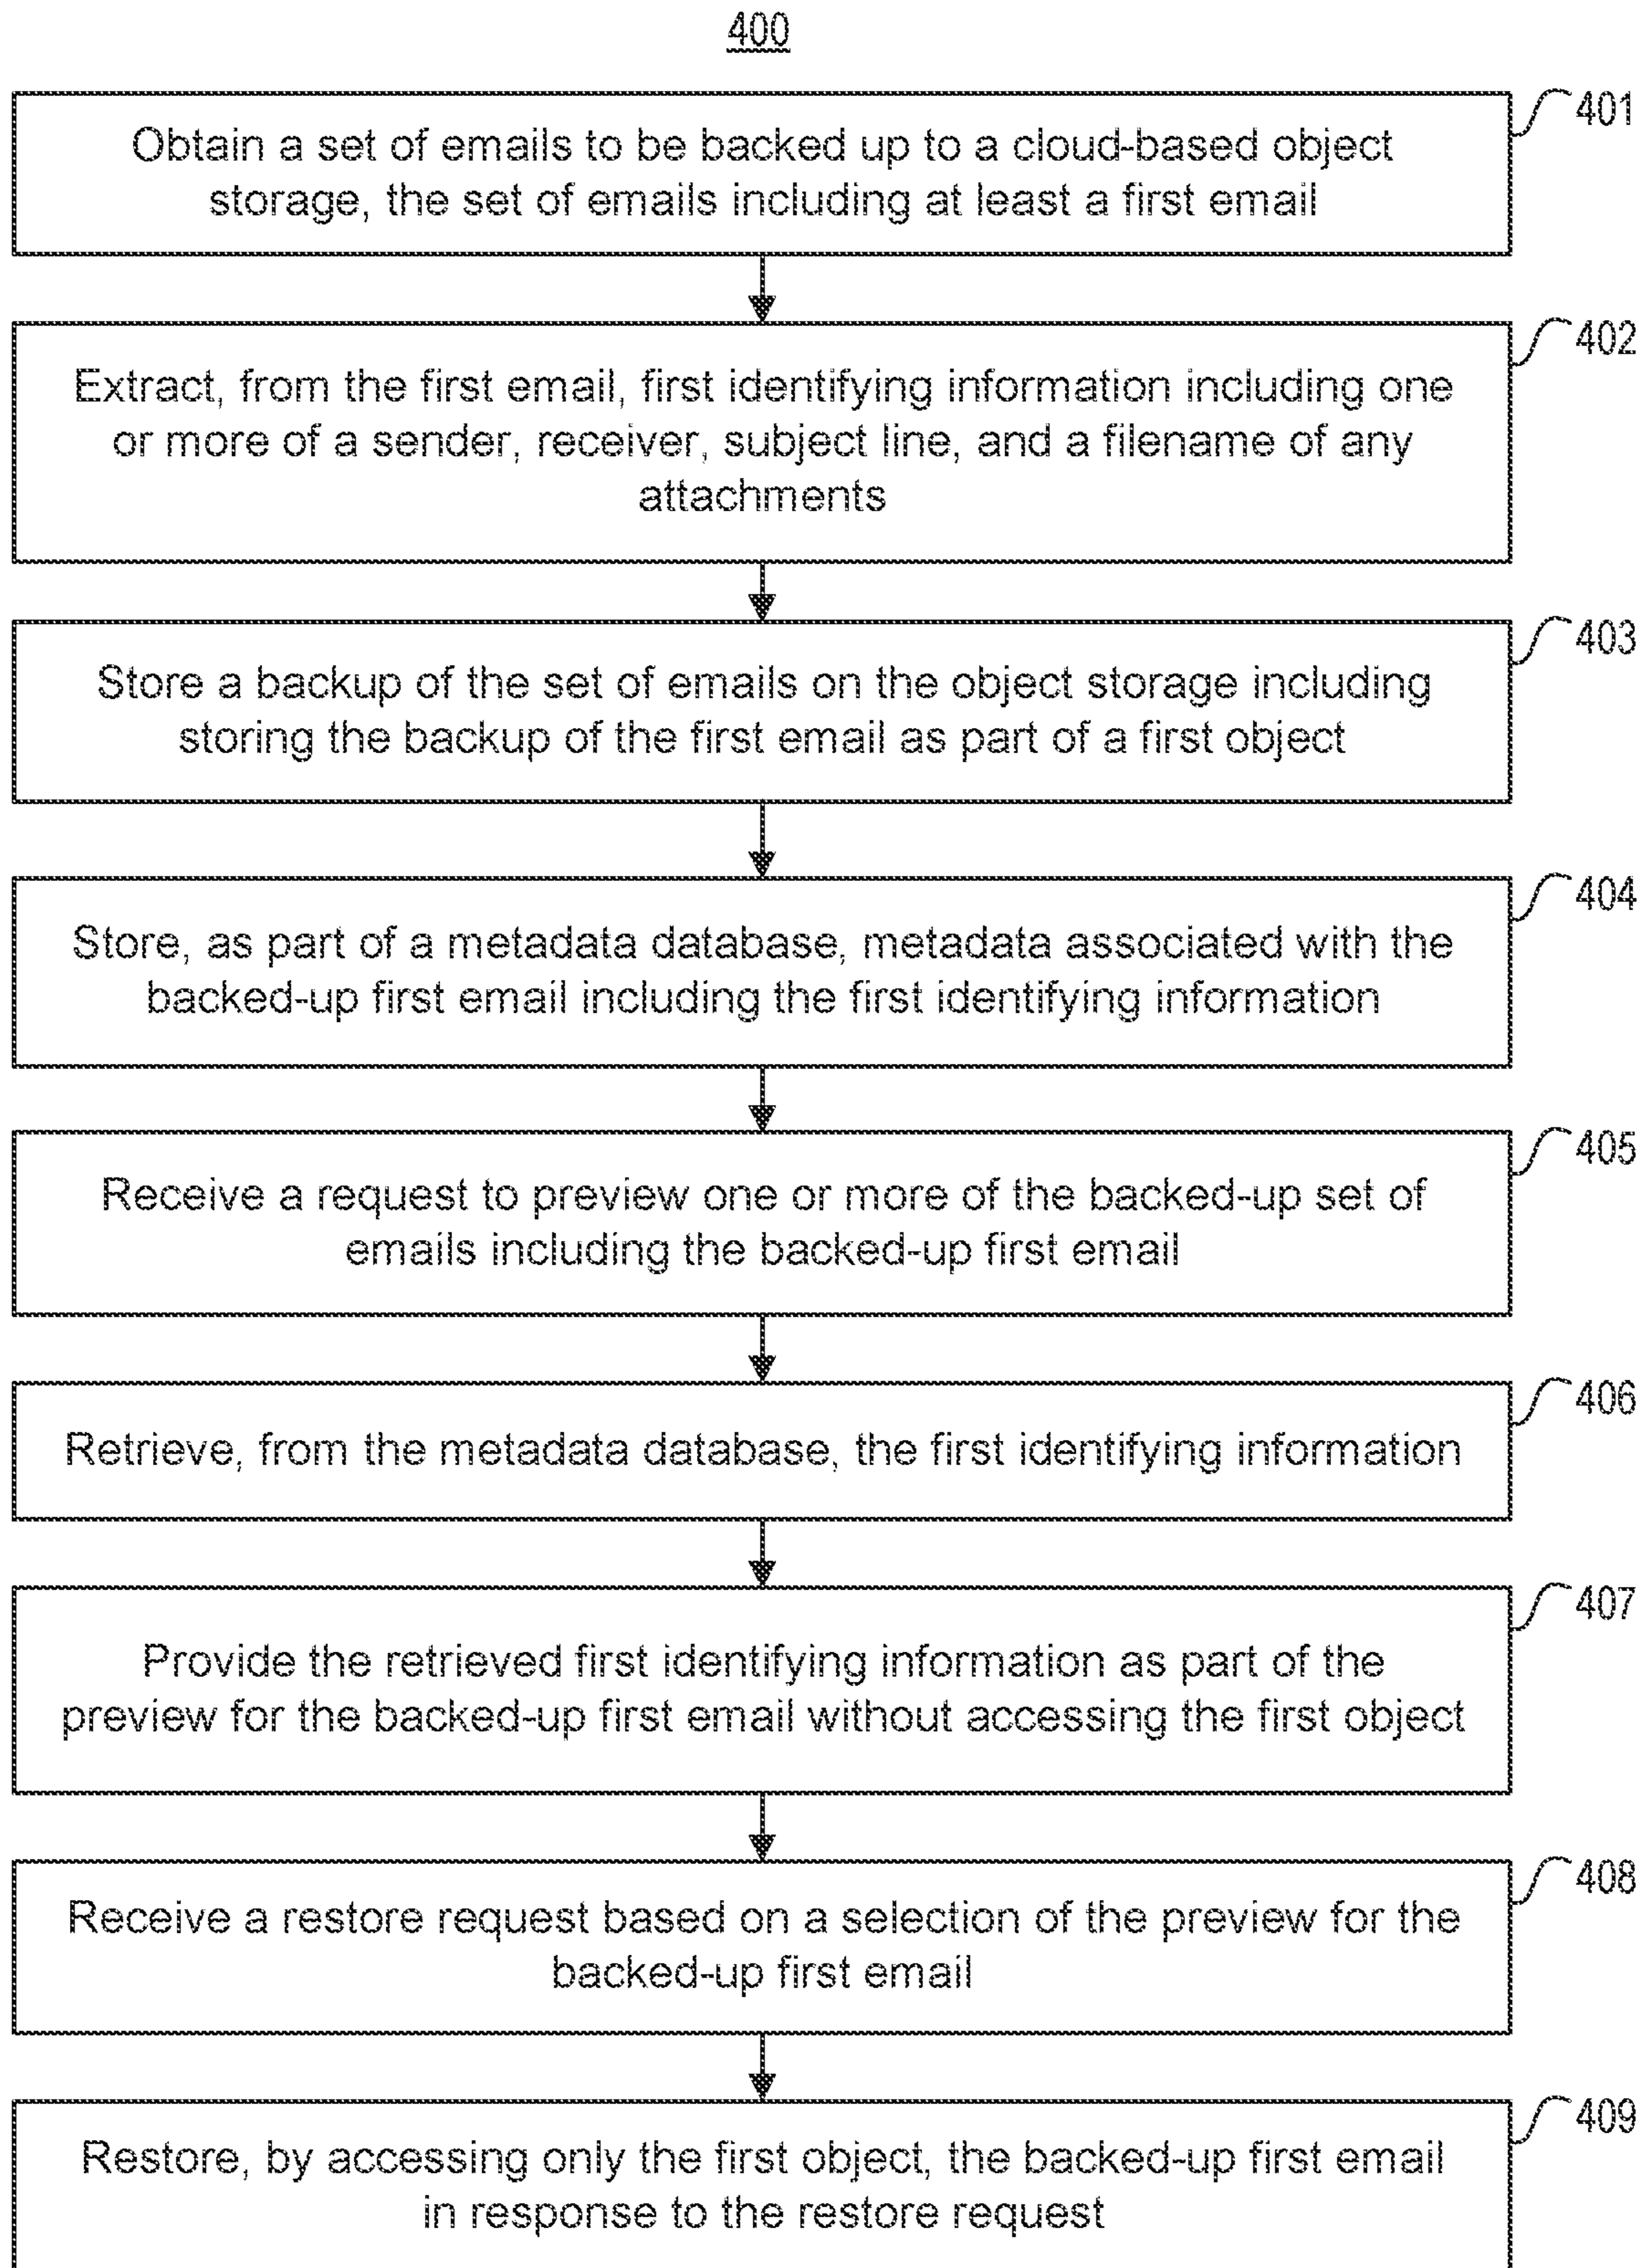 400
401
Obtain a set of emails to be backed up to a cloud-based object
storage, the set of emails including at least a first email
402
Extract, from the first email, first identifying information including one
or more of a sender, receiver, subject line, and a filename of any
attachments
403
Store a backup of the set of emails on the object storage including
storing the backup of the first email as part of a first object
404
Store, as part of a metadata database, metadata associated with the
backed-up first email including the first identifying information
405
Receive a request to preview one or more of the backed-up set of
emails including the backed-up first email
406
Retrieve, from the metadata database, the first identifying information
407
Provide the retrieved first identifying information as part of the
preview for the backed-up first email without accessing the first object
408
Receive a restore request based on a selection of the preview for the
backed-up first email
409
Restore, by accessing only the first object, the backed-up first email
in response to the restore request